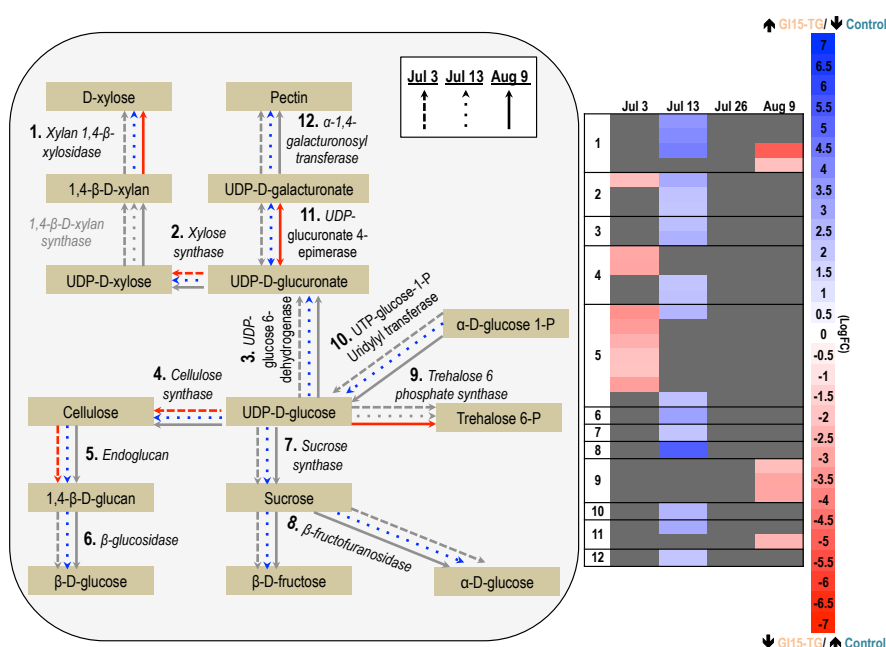 GI15-TG/ Control
Jul 3 Jul 13 Aug 9
D-xylose
Pectin
1. Xylan 1,4-β-
xylosidase
12. α-1,4-
galacturonosyl
transferase
1,4-β-D-xylan
UDP-D-galacturonate
1,4-β-D-xylan
synthase
2. Xylose
synthase
11. UDP-
glucuronate 4-
epimerase
UDP-D-xylose
UDP-D-glucuronate
3. UDP-
glucose 6-
dehydrogenase
10. UTP-glucose-1-P
Uridylyl transferase
α-D-glucose 1-P
4. Cellulose
synthase
9. Trehalose 6
phosphate synthase
Cellulose
UDP-D-glucose
Trehalose 6-P
5. Endoglucan
7. Sucrose
synthase
1,4-β-D-glucan
Sucrose
6. β-glucosidase
8. β-fructofuranosidase
β-D-glucose
β-D-fructose
α-D-glucose
Jul 3 Jul 13 Jul 26 Aug 9
1
2
3
4
5
6
7
8
9
10
11
12
7
6.5
6
5.5
5
4.5
4
3.5
3
2.5
2
1.5
1
0.5
0
-0.5
-1
-1.5
-2
-2.5
-3
-3.5
-4
-4.5
-5
-5.5
-6
-6.5
-7
(LogFC)
GI15-TG/ Control